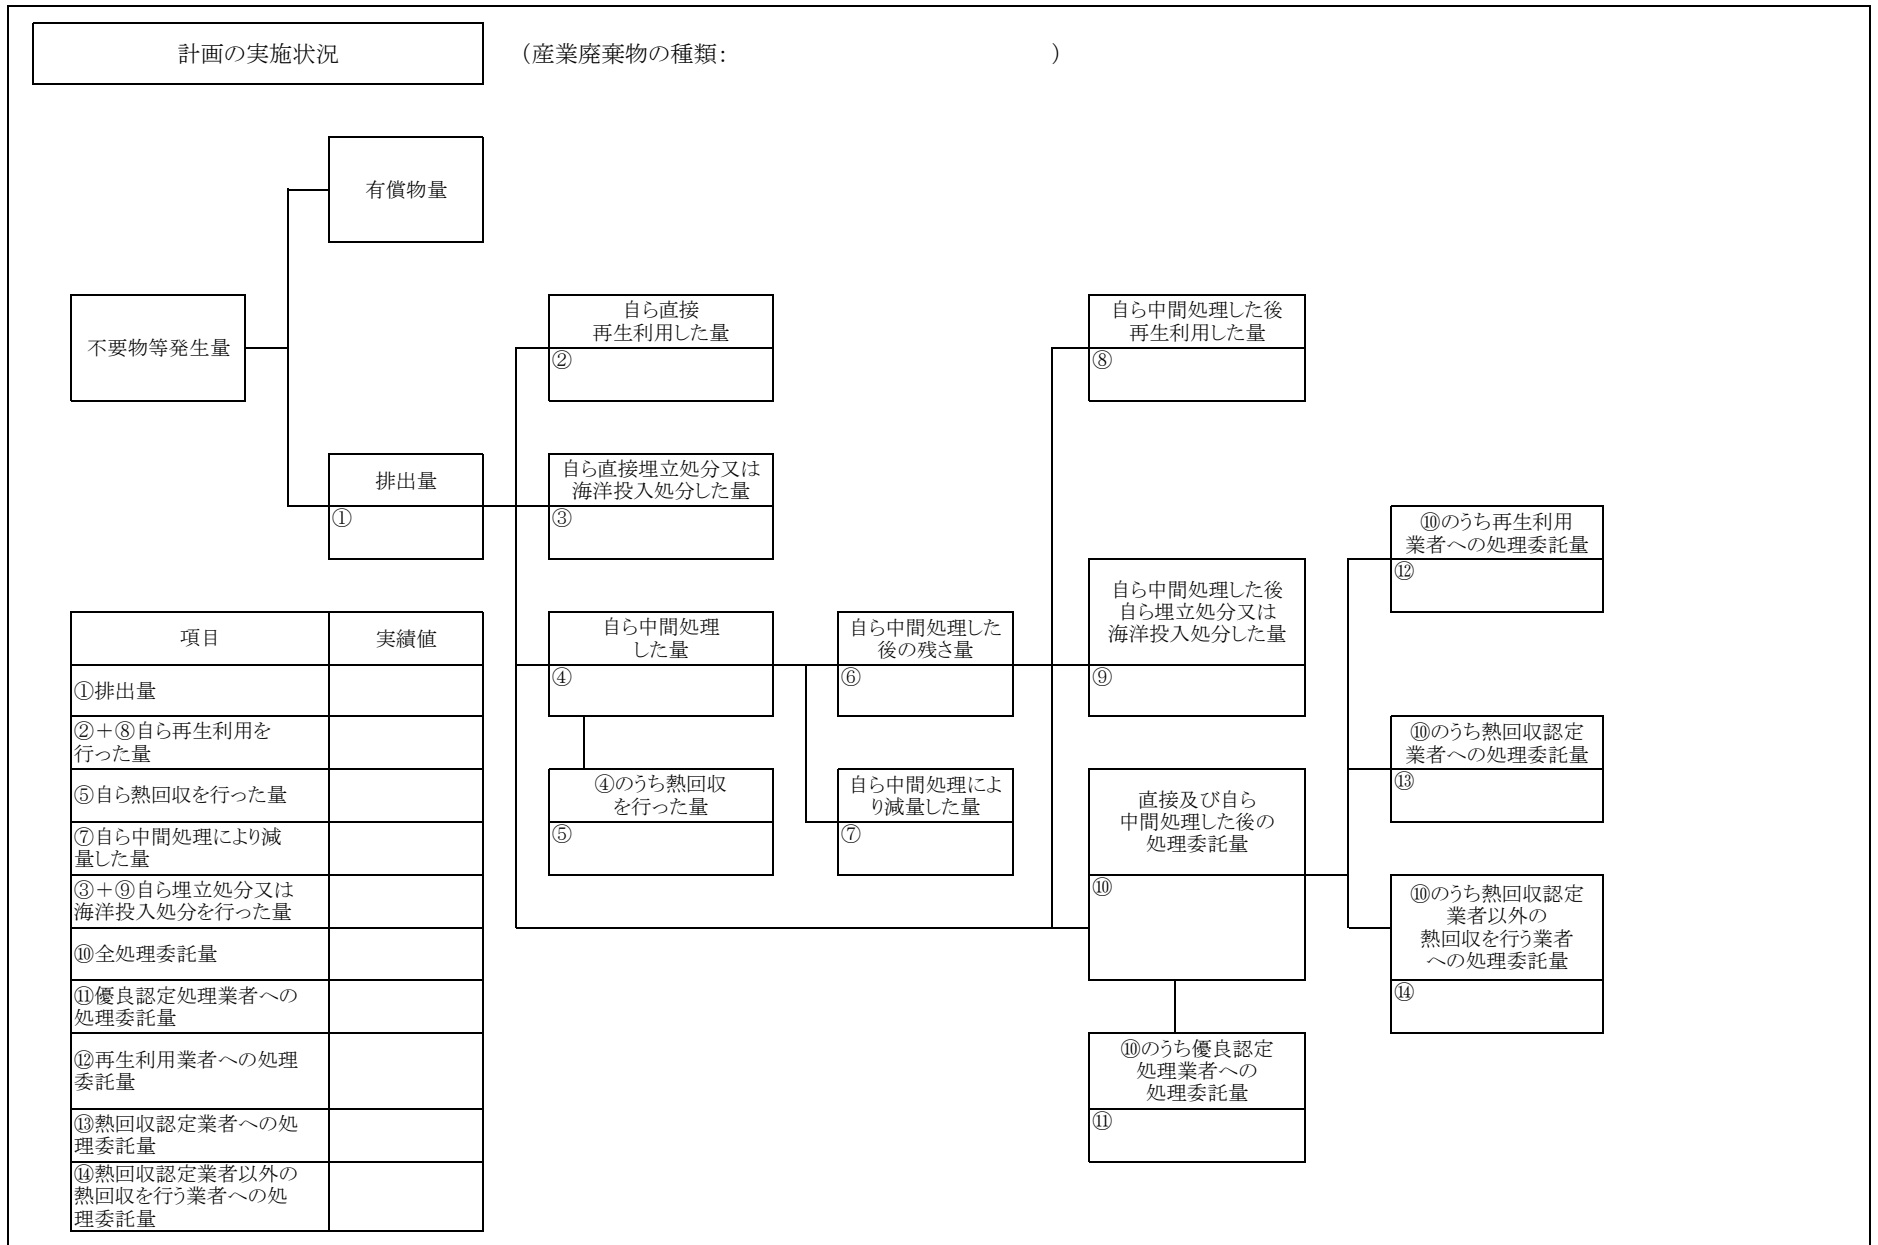 計画の実施状況
（産業廃棄物の種類：　　　　　　　　　　　　　　　）
有償物量
不要物等発生量
自ら直接
再生利用した量
②
自ら中間処理した後
再生利用した量
⑧
排出量
①
自ら直接埋立処分又は
海洋投入処分した量
③
⑩のうち再生利用
業者への処理委託量
⑫
自ら中間処理した後
自ら埋立処分又は
海洋投入処分した量
⑨
自ら中間処理
した量
④
自ら中間処理した
後の残さ量
⑥
⑩のうち熱回収認定
業者への処理委託量
⑬
④のうち熱回収
を行った量
⑤
自ら中間処理によ
り減量した量
⑦
直接及び自ら
中間処理した後の
処理委託量
⑩
⑩のうち熱回収認定
業者以外の
熱回収を行う業者
への処理委託量
⑭
⑩のうち優良認定
処理業者への
処理委託量
⑪
項目
実績値
①排出量
②＋⑧自ら再生利用を
行った量
⑤自ら熱回収を行った量
⑦自ら中間処理により減
量した量
③＋⑨自ら埋立処分又は
海洋投入処分を行った量
⑩全処理委託量
⑪優良認定処理業者への
処理委託量
⑫再生利用業者への処理
委託量
⑬熱回収認定業者への処
理委託量
⑭熱回収認定業者以外の
熱回収を行う業者への処
理委託量